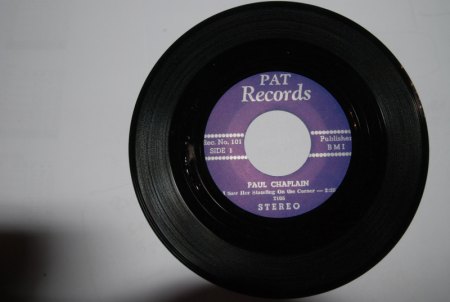 PAT
Records
Rec. No. 101
SIDE 1
Publisher
BMI
PAUL CHAPLAIN
I Saw Her Standing On the Corner —
STEREO